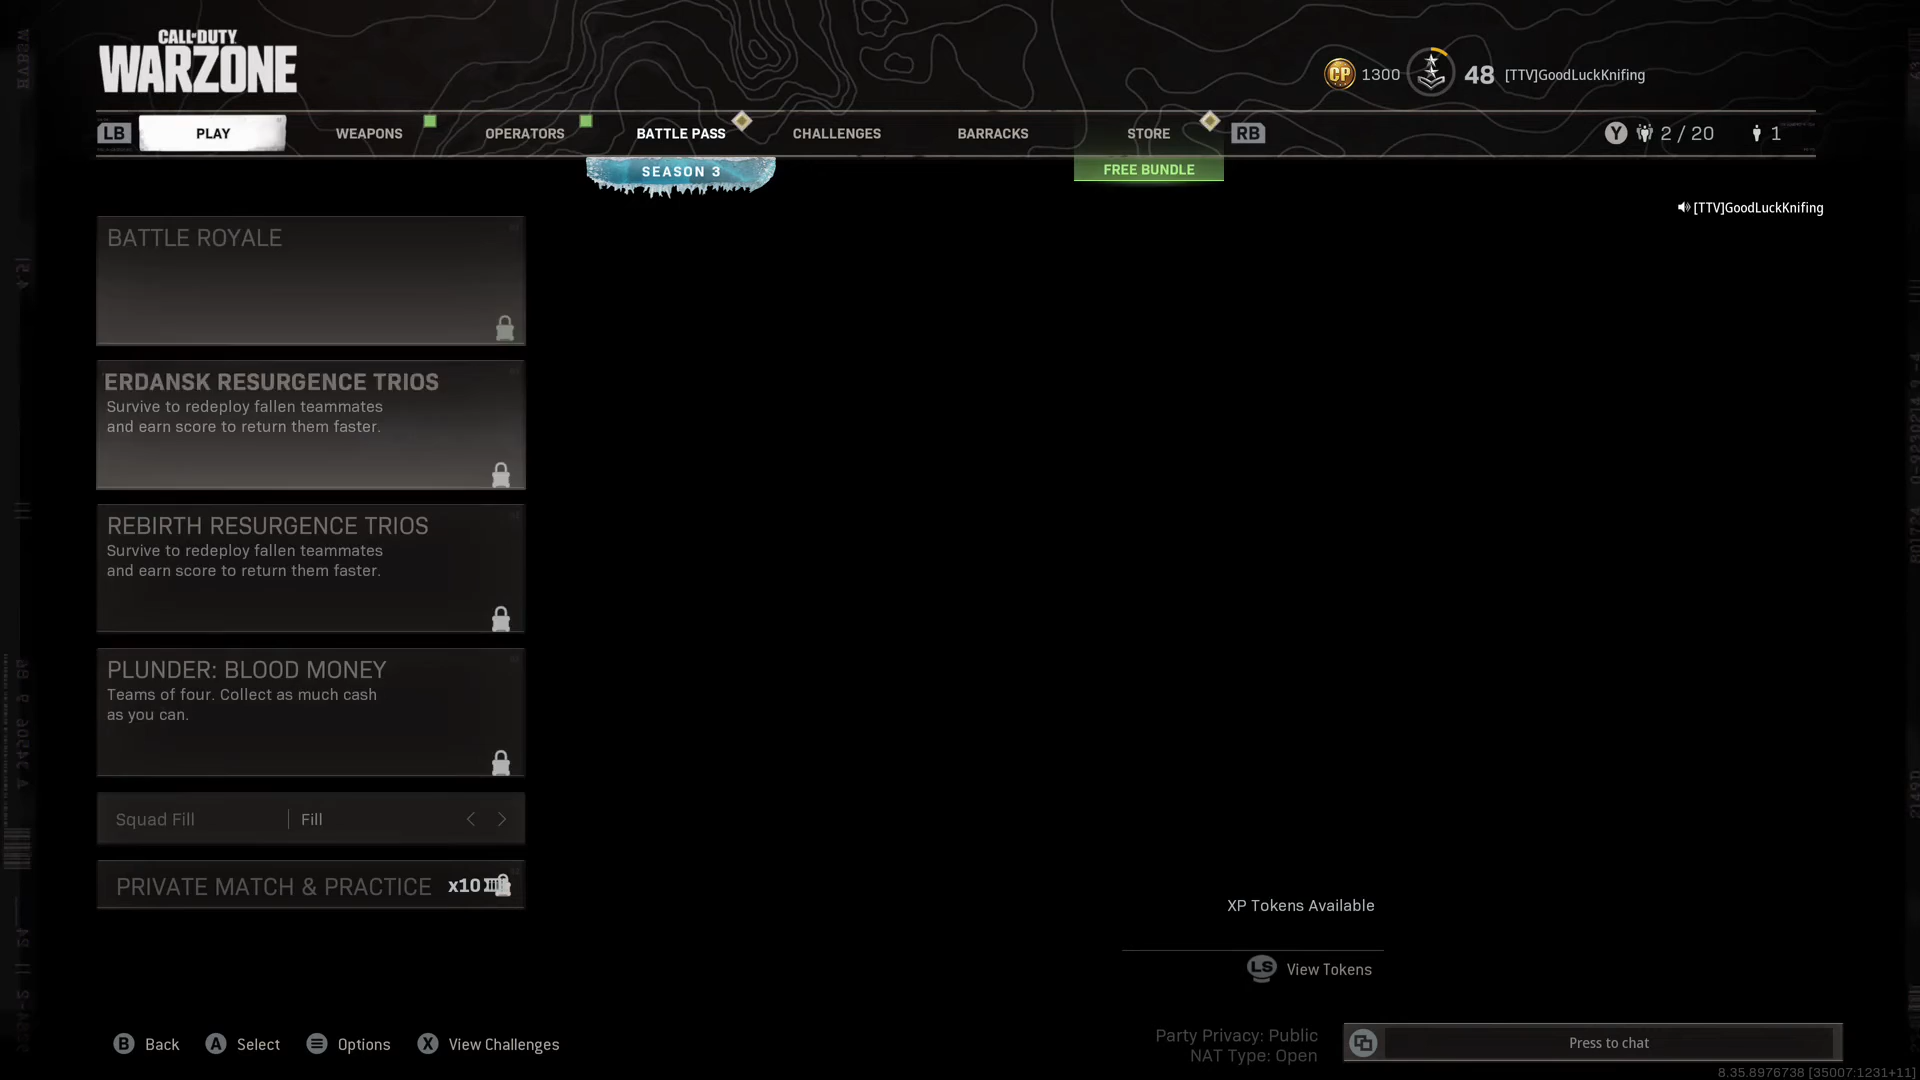 CALL OF DUTY
WARZONE
CP 1300 48 [TTV]GoodLuckKnifing
LB PLAY WEAPONS OPERATORS BATTLE PASS CHALLENGES BARRACKS STORE RB Y 2 / 20 1
SEASON 3
FREE BUNDLE
[TTV]GoodLuckKnifing
BATTLE ROYALE
ERDANSK RESURGENCE TRIOS
Survive to redeploy fallen teammates
and earn score to return them faster.
REBIRTH RESURGENCE TRIOS
Survive to redeploy fallen teammates
and earn score to return them faster.
PLUNDER: BLOOD MONEY
Teams of four. Collect as much cash
as you can.
Squad Fill Fill
PRIVATE MATCH & PRACTICE x10
XP Tokens Available
LS View Tokens
B Back A Select Options X View Challenges
Party Privacy: Public
NAT Type: Open
Press to chat
8.35.8976738 [35007:1231+11]